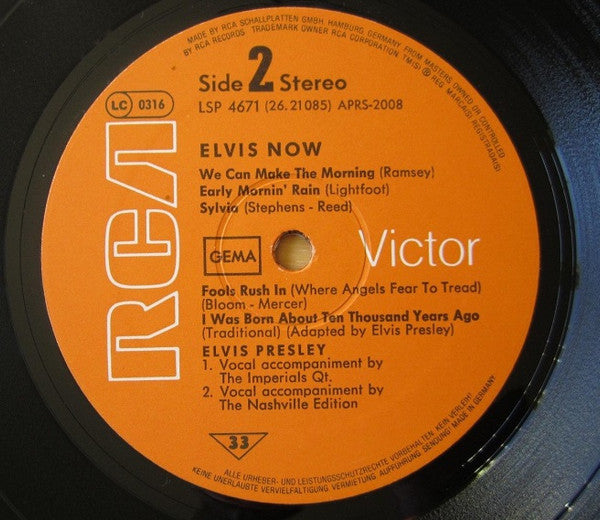 MADE BY RCA SCHALLPLATTEN GMBH, HAMBURG, GERMANY, FROM MASTERS OWNED OR CONTROLLED
BY RCA RECORDS TRADEMARK OWNER RCA CORPORATION TM(S) ® REG. MARCA(S) REGISTRADA(S)
Side 2 Stereo
LC 0316
LSP 4671 (26.21085) APRS-2008
RCA
ELVIS NOW
We Can Make The Morning (Ramsey)
Early Mornin' Rain (Lightfoot)
Sylvia (Stephens - Reed)
GEMA
Victor
Fools Rush In (Where Angels Fear To Tread)
(Bloom - Mercer)
I Was Born About Ten Thousand Years Ago
(Traditional) (Adapted by Elvis Presley)
ELVIS PRESLEY
1. Vocal accompaniment by
The Imperials Qt.
2. Vocal accompaniment by
The Nashville Edition
33
ALLE URHEBER- UND LEISTUNGSSCHUTZRECHTE VORBEHALTEN. KEIN VERLEIH!
KEINE UNERLAUBTE VERVIELFÄLTIGUNG, VERMIETUNG, AUFFÜHRUNG, SENDUNG! MADE IN GERMANY